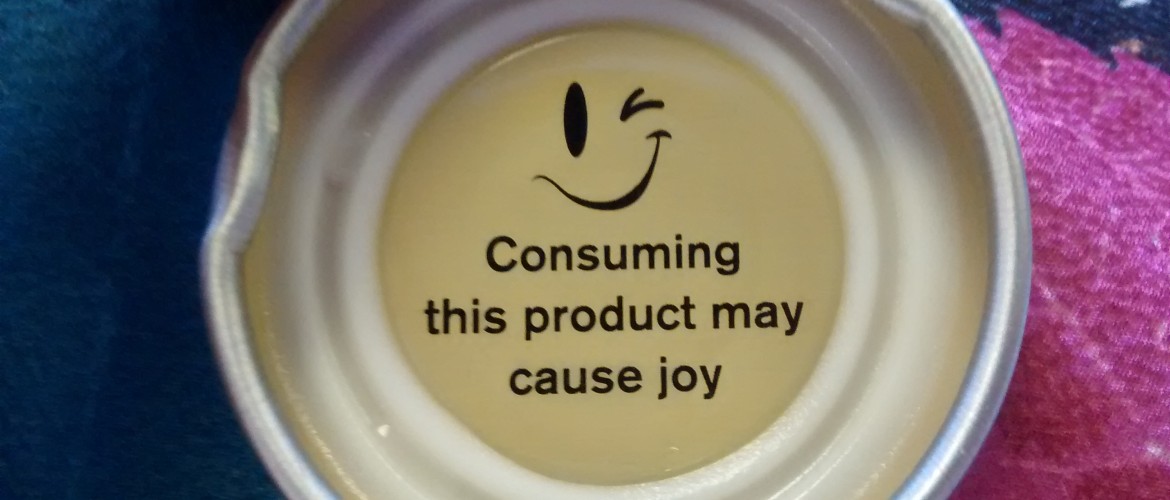 Consuming
this product may
cause joy